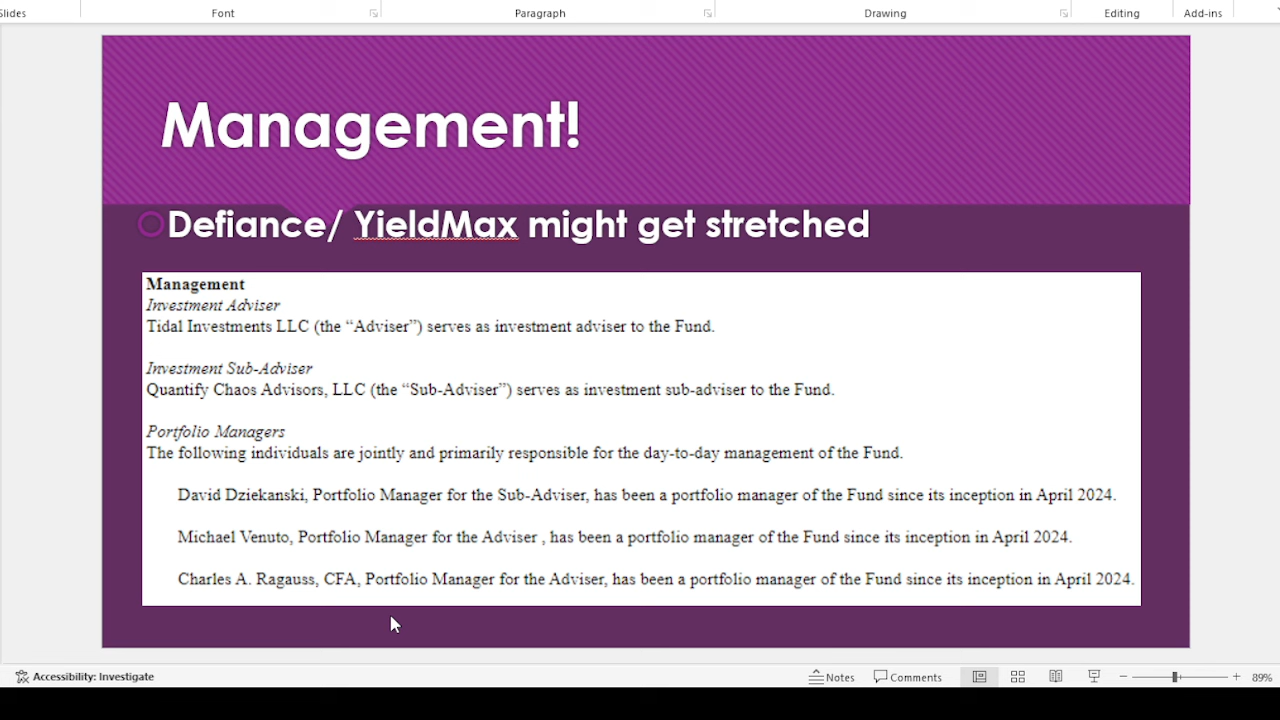 Slides
Font
Paragraph
Drawing
Editing
Add-ins
Management!
Defiance/ YieldMax might get stretched
Management
Investment Adviser
Tidal Investments LLC (the “Adviser”) serves as investment adviser to the Fund.
Investment Sub-Adviser
Quantify Chaos Advisors, LLC (the “Sub-Adviser”) serves as investment sub-adviser to the Fund.
Portfolio Managers
The following individuals are jointly and primarily responsible for the day-to-day management of the Fund.
David Dziekanski, Portfolio Manager for the Sub-Adviser, has been a portfolio manager of the Fund since its inception in April 2024.
Michael Venuto, Portfolio Manager for the Adviser , has been a portfolio manager of the Fund since its inception in April 2024.
Charles A. Ragauss, CFA, Portfolio Manager for the Adviser, has been a portfolio manager of the Fund since its inception in April 2024.
Accessibility: Investigate
Notes
Comments
89%